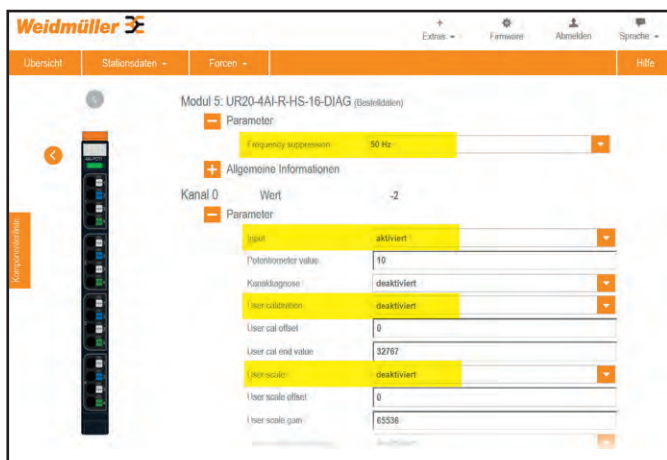 Weidmüller
Extras
Firmware
Abmelden
Sprache
Übersicht
Stationsdaten
Forcen
Hilfe
Modul 5: UR20-4AI-R-HS-16-DIAG (Bestelldaten)
Parameter
Frequency suppression 50 Hz
Allgemeine Informationen
Kanal 0 Wert -2
Parameter
Input aktiviert
Potentiometer value 10
Kanaldiagnose deaktiviert
User calibration deaktiviert
User cal offset 0
User cal end value 32767
User scale deaktiviert
User scale offset 0
User scale gain 65536
Komponentenliste